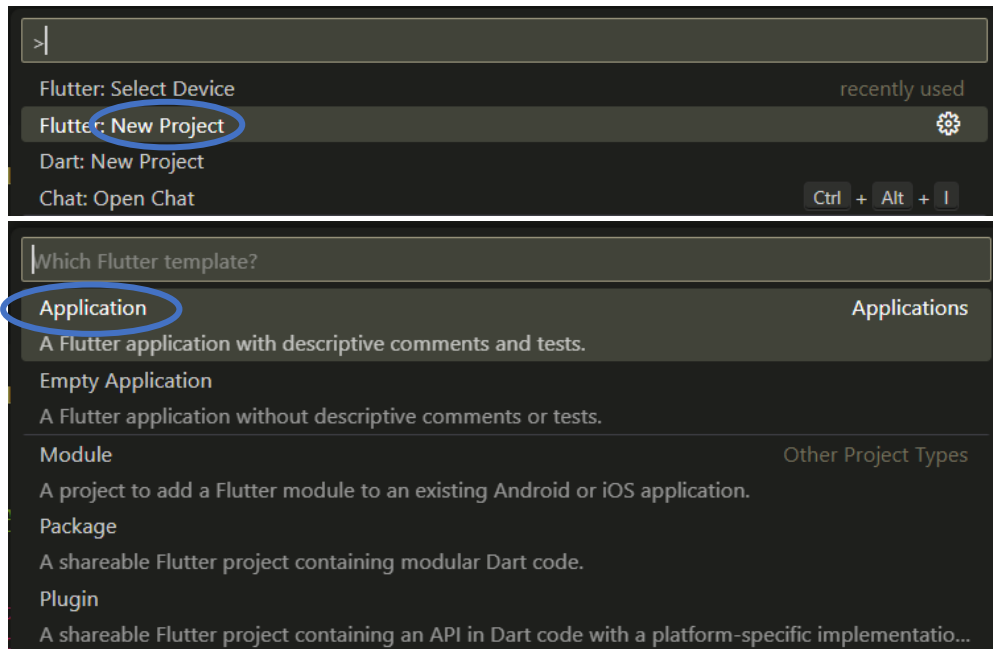 >
Flutter: Select Device recently used
Flutter: New Project
Dart: New Project
Chat: Open Chat Ctrl + Alt + I
Which Flutter template?
Application Applications
A Flutter application with descriptive comments and tests.
Empty Application
A Flutter application without descriptive comments or tests.
Module Other Project Types
A project to add a Flutter module to an existing Android or iOS application.
Package
A shareable Flutter project containing modular Dart code.
Plugin
A shareable Flutter project containing an API in Dart code with a platform-specific implementatio...